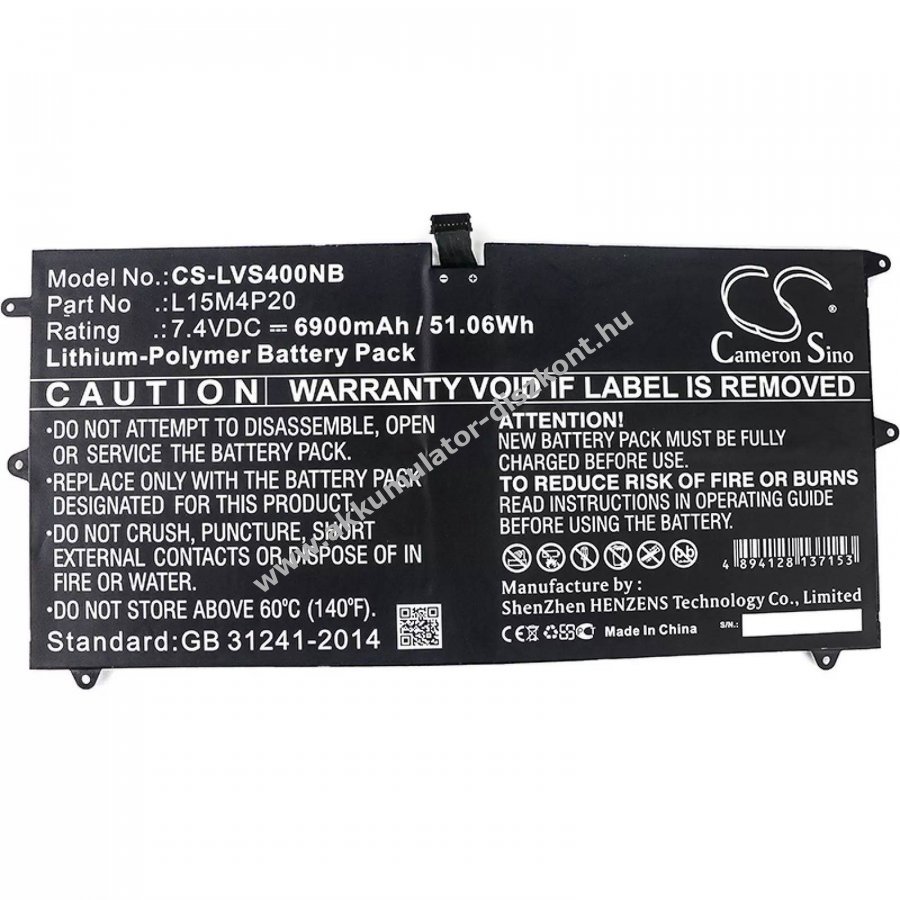 Model No.: CS-LVS400NB
Part No : L15M4P20
Rating : 7.4VDC = 6900mAh / 51.06Wh
Lithium-Polymer Battery Pack
Cameron Sino
CAUTION
WARRANTY VOID IF LABEL IS REMOVED
•DO NOT ATTEMPT TO DISASSEMBLE, OPEN
OR SERVICE THE BATTERY PACK.
•REPLACE ONLY WITH THE BATTERY PACK
DESIGNATED FOR THIS PRODUCT.
•DO NOT CRUSH, PUNCTURE, SHORT
EXTERNAL CONTACTS OR DISPOSE OF IN
FIRE OR WATER.
•DO NOT STORE ABOVE 60°C (140°F).
Standard: GB 31241-2014
ATTENTION!
NEW BATTERY PACK MUST BE FULLY
CHARGED BEFORE FIRST USE.
TO REDUCE RISK OF FIRE OR BURNS
READ INSTRUCTIONS IN OPERATING GUIDE
BEFORE USING THE BATTERY.
4 894128 137153
Manufacture by :
ShenZhen HENZENS Technology Co., Limited
CE FC Made In China S/N.:
www.akkumulator-diszkont.hu